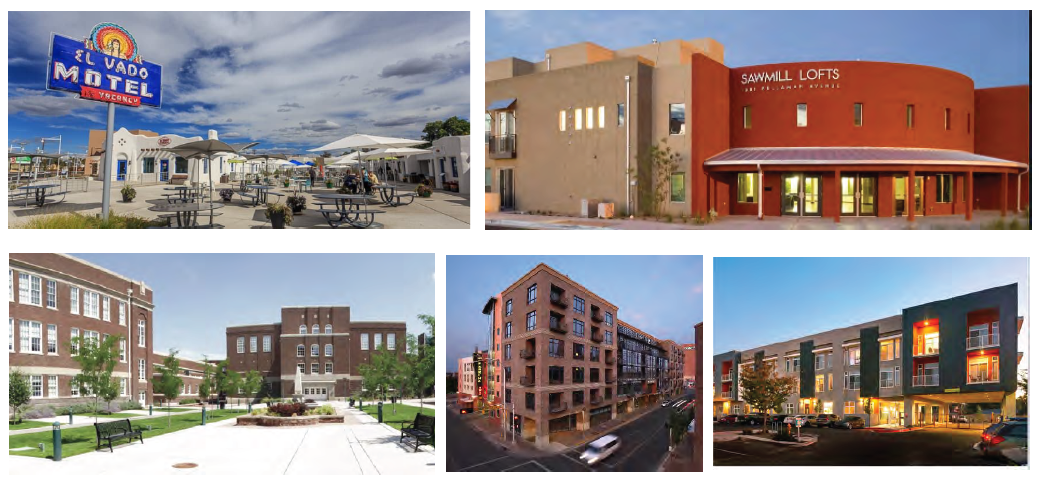 EL VADO
MOTEL
VACANCY
SAWMILL LOFTS